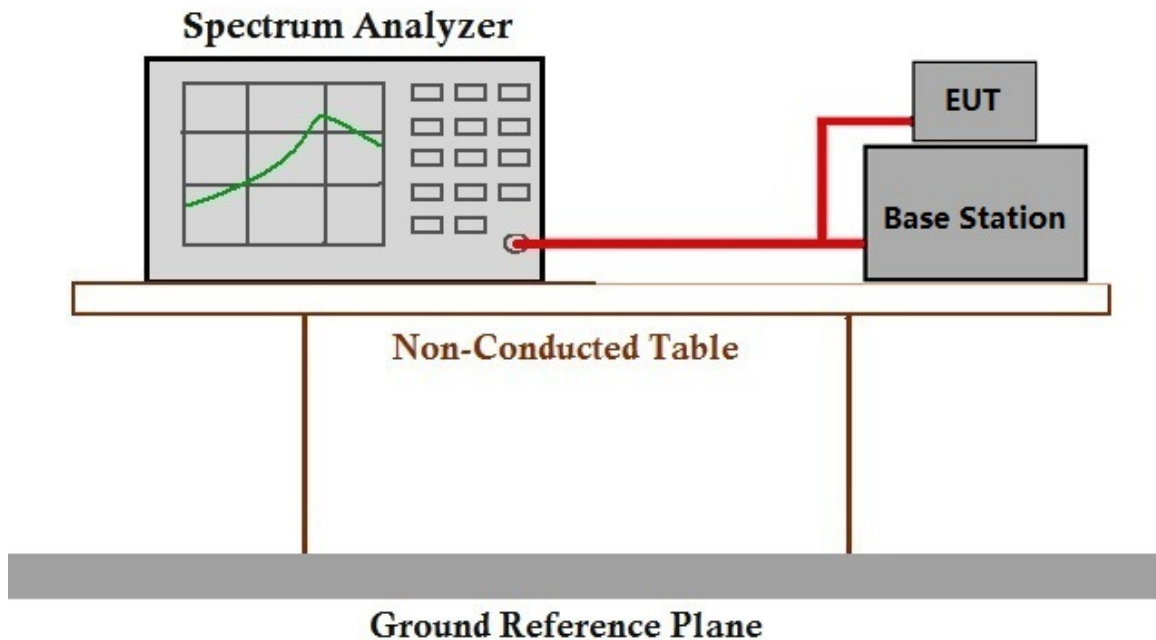 Spectrum Analyzer
EUT
Base Station
Non-Conducted Table
Ground Reference Plane